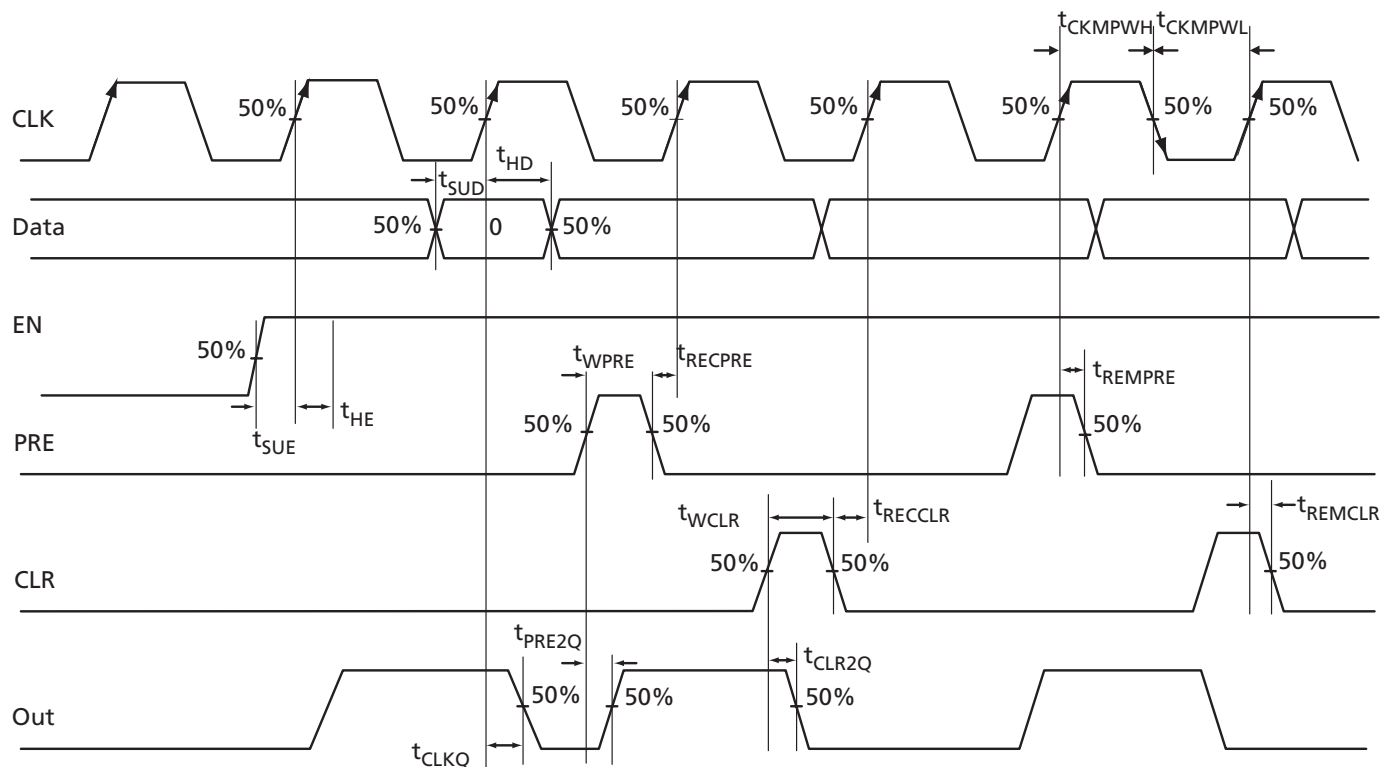 tCKMPWH tCKMPWL
CLK
50% 50% 50% 50% 50% 50% 50%
tSUD tHD
Data
50% 0 50%
EN
50%
tSUE tHE
tWPRE tRECPRE tREMPRE
PRE
50% 50% 50%
tWCLR tRECCLR tREMCLR
CLR
50% 50% 50%
tPRE2Q tCLR2Q
Out
50% 50% 50%
tCLKQ